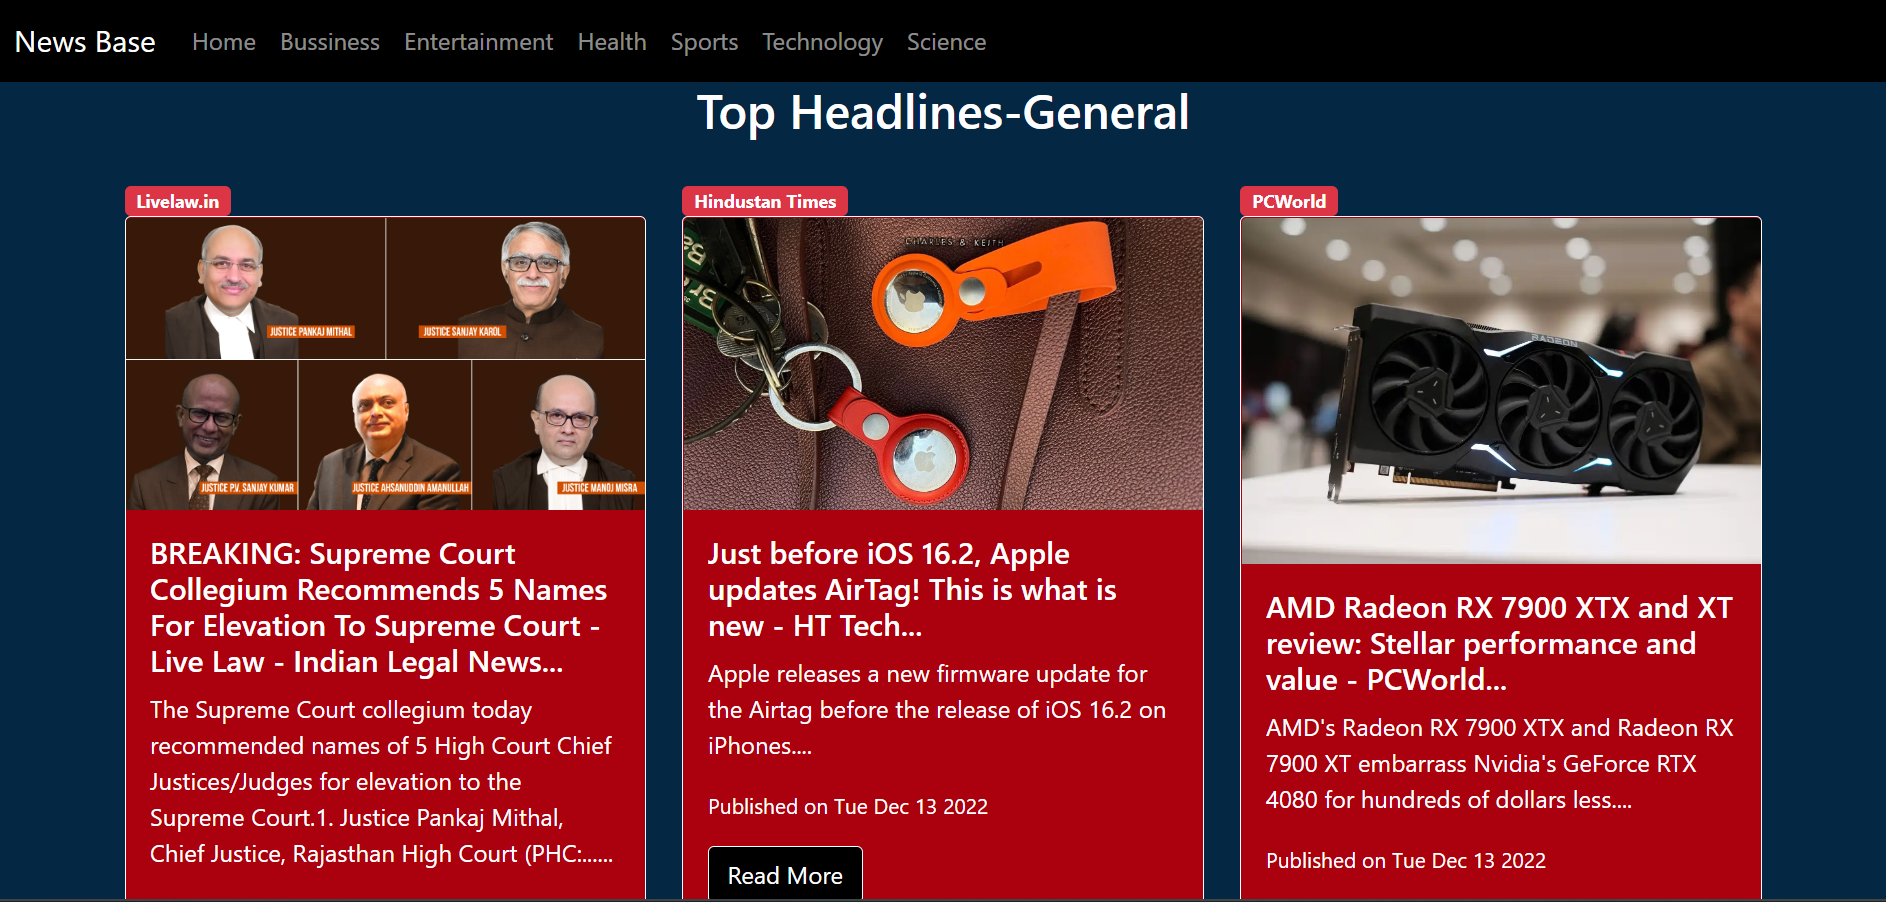 News Base Home Bussiness Entertainment Health Sports Technology Science
Top Headlines-General
Livelaw.in
JUSTICE PANKAJ MITHAL
JUSTICE SANJAY KAROL
JUSTICE P.V. SANJAY KUMAR
JUSTICE AHSANUDDIN AMANULLAH
JUSTICE MANOJ MISRA
BREAKING: Supreme Court
Collegium Recommends 5 Names
For Elevation To Supreme Court -
Live Law - Indian Legal News...
The Supreme Court collegium today
recommended names of 5 High Court Chief
Justices/Judges for elevation to the
Supreme Court.1. Justice Pankaj Mithal,
Chief Justice, Rajasthan High Court (PHC:......
Hindustan Times
CHARLES & KEITH
Just before iOS 16.2, Apple
updates AirTag! This is what is
new - HT Tech...
Apple releases a new firmware update for
the Airtag before the release of iOS 16.2 on
iPhones....
Published on Tue Dec 13 2022
Read More
PCWorld
RADEON
AMD Radeon RX 7900 XTX and XT
review: Stellar performance and
value - PCWorld...
AMD's Radeon RX 7900 XTX and Radeon RX
7900 XT embarrass Nvidia's GeForce RTX
4080 for hundreds of dollars less....
Published on Tue Dec 13 2022